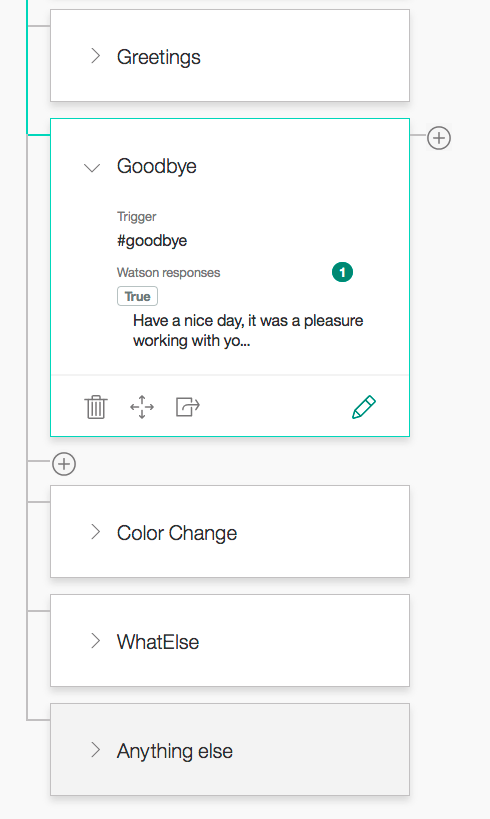 Greetings
Goodbye
Trigger
#goodbye
Watson responses
1
True
Have a nice day, it was a pleasure
working with yo...
Color Change
WhatElse
Anything else